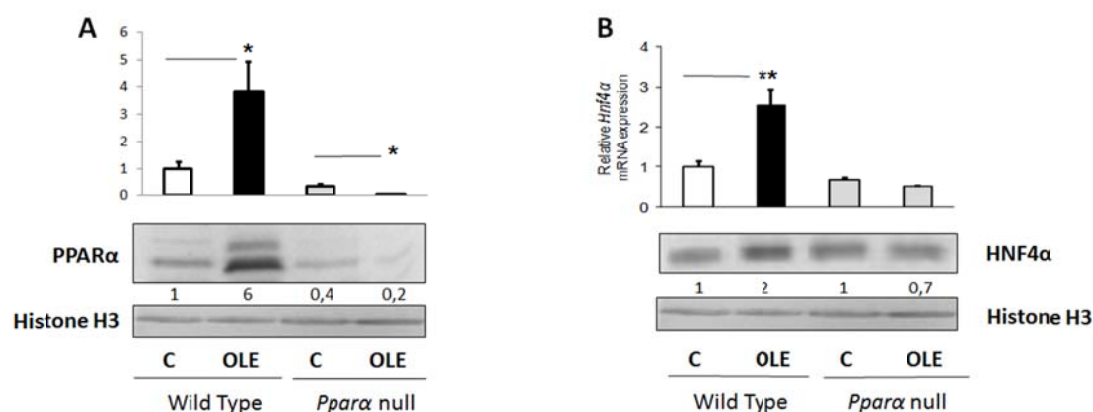 A
6
5
4
3
2
1
0
*
*
PPARα
1 6 0,4 0,2
Histone H3
C OLE C OLE
Wild Type Pparα null
B
Relative Hnf4α
mRNA expression
4
3
2
1
0
**
HNF4α
1 2 1 0,7
Histone H3
C OLE C OLE
Wild Type Pparα null